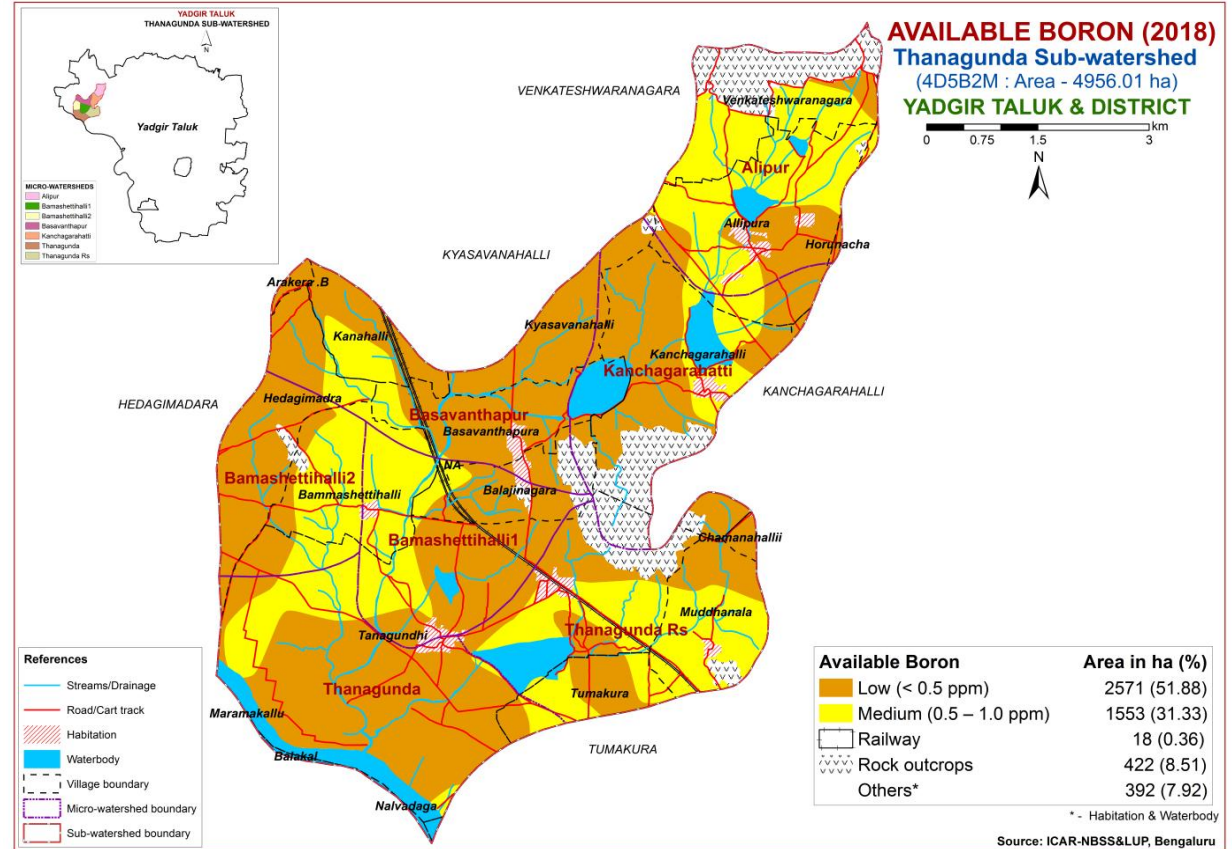 YADGIR TALUK
THANAGUNDA SUB-WATERSHED
N
Yadgir Taluk
MICRO-WATERSHEDS
Alipur
Bamashettihalli1
Bamashettihalli2
Basavanthapur
Kanchagarahatti
Thanagunda
Thanagunda Rs
AVAILABLE BORON (2018)
Thanagunda Sub-watershed
(4D5B2M : Area - 4956.01 ha)
YADGIR TALUK & DISTRICT
km
0 0.75 1.5 3
N
VENKATESHWARANAGARA
Venkateshwaranagara
Alipur
Allipura
Horunacha
KYASAVANAHALLI
Arakera .B
Kanahalli
Kyasavanahalli
Kanchagarahalli
Kanchagarahatti
KANCHAGARAHALLI
HEDAGIMADARA
Hedagimadra
Basavanthapur
Basavanthapura
NA
Bamashettihalli2
Bammashettihalli
Balajinagara
Bamashettihalli1
Chamanahallii
Muddhanala
Tanagundhi
Thanagunda Rs
Thanagunda
Tumakura
Maramakallu
TUMAKURA
Balakal
Nalvadaga
References
Streams/Drainage
Road/Cart track
Habitation
Waterbody
Village boundary
Micro-watershed boundary
Sub-watershed boundary
Available Boron Area in ha (%)
Low (< 0.5 ppm) 2571 (51.88)
Medium (0.5 – 1.0 ppm) 1553 (31.33)
Railway 18 (0.36)
Rock outcrops 422 (8.51)
Others* 392 (7.92)
* - Habitation & Waterbody
Source: ICAR-NBSS&LUP, Bengaluru